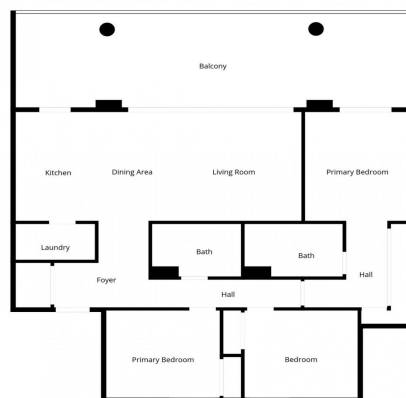 Balcony
Kitchen
Dining Area
Living Room
Primary Bedroom
Laundry
Bath
Bath
Foyer
Hall
Hall
Primary Bedroom
Bedroom